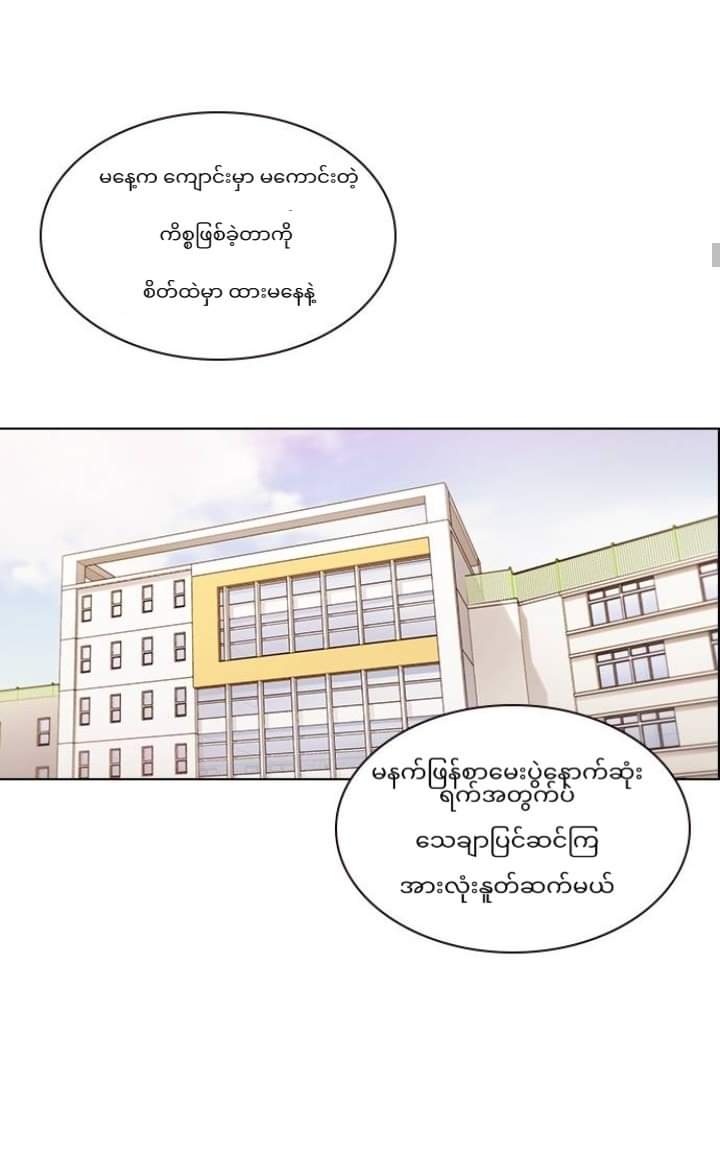 မနေ့က ကျောင်းမှာ မကောင်းတဲ့
ကိစ္စဖြစ်ခဲ့တာကို
စိတ်ထဲမှာ ထားမနေနဲ့
မနက်ဖြန်စာမေးပွဲနောက်ဆုံး
ရက်အတွက်ပဲ
သေချာပြင်ဆင်ကြ
အားလုံးနူတ်ဆက်မယ်